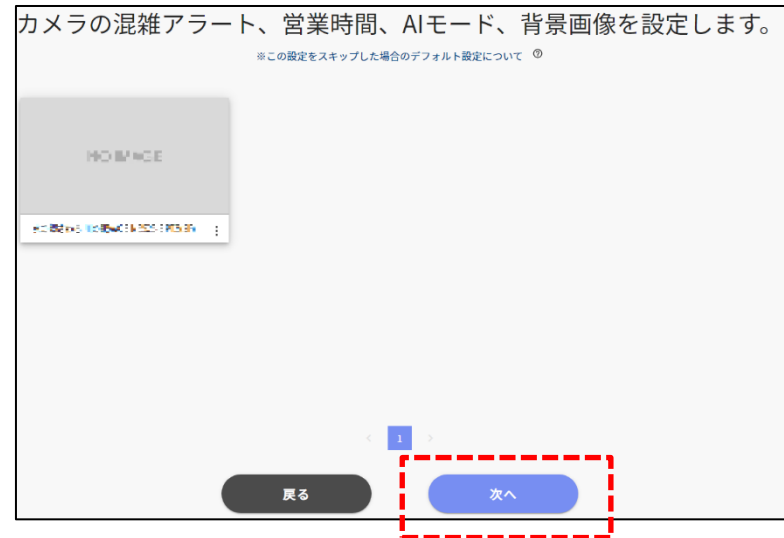 カメラの混雑アラート、営業時間、AIモード、背景画像を設定します。
※この設定をスキップした場合のデフォルト設定について ?
NO IMAGE
< 1 >
戻る 次へ